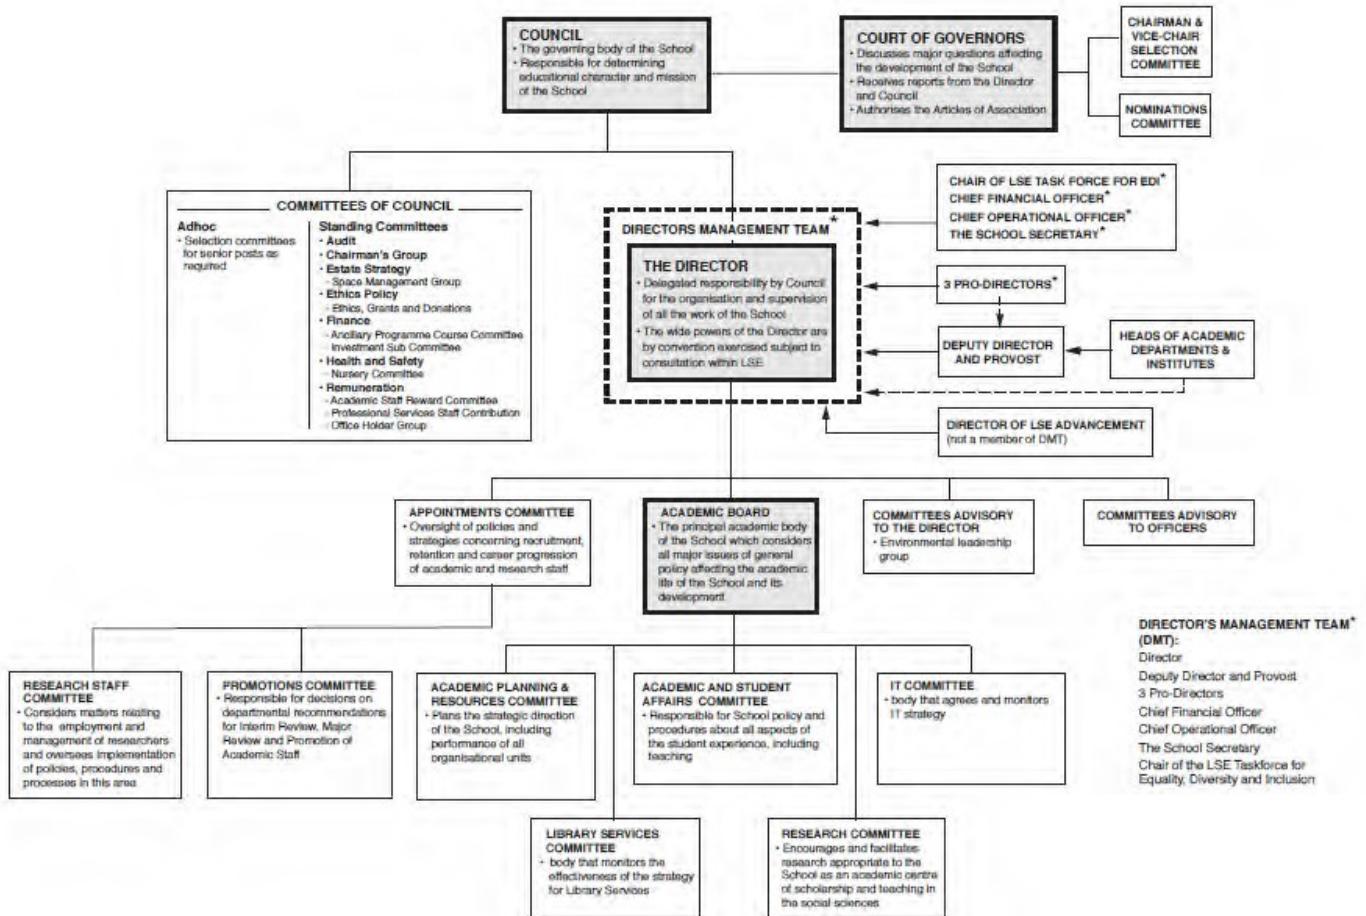 COUNCIL
• The governing body of the School
• Responsible for determining
educational character and mission
of the School
COURT OF GOVERNORS
• Discusses major questions affecting
the development of the School
• Receives reports from the Director
and Council
• Authorises the Articles of Association
CHAIRMAN &
VICE-CHAIR
SELECTION
COMMITTEE
NOMINATIONS
COMMITTEE
COMMITTEES OF COUNCIL
Adhoc
• Selection committees
for senior posts as
required
Standing Committees
• Audit
• Chairman's Group
• Estate Strategy
- Space Management Group
• Ethics Policy
- Ethics, Grants and Donations
• Finance
- Ancillary Programme Course Committee
- Investment Sub Committee
• Health and Safety
- Nursery Committee
• Remuneration
- Academic Staff Reward Committee
- Professional Services Staff Contribution
- Office Holder Group
DIRECTORS MANAGEMENT TEAM*
THE DIRECTOR
• Delegated responsibility by Council
for the organisation and supervision
of all the work of the School
• The wide powers of the Director are
by convention exercised subject to
consultation within LSE
CHAIR OF LSE TASK FORCE FOR EDI*
CHIEF FINANCIAL OFFICER*
CHIEF OPERATIONAL OFFICER*
THE SCHOOL SECRETARY*
3 PRO-DIRECTORS*
DEPUTY DIRECTOR
AND PROVOST
HEADS OF ACADEMIC
DEPARTMENTS &
INSTITUTES
DIRECTOR OF LSE ADVANCEMENT
(not a member of DMT)
APPOINTMENTS COMMITTEE
• Oversight of policies and
strategies concerning recruitment,
retention and career progression
of academic and research staff
ACADEMIC BOARD
• The principal academic body
of the School which considers
all major issues of general
policy affecting the academic
life of the School and its
development
COMMITTEES ADVISORY
TO THE DIRECTOR
• Environmental leadership
group
COMMITTEES ADVISORY
TO OFFICERS
RESEARCH STAFF
COMMITTEE
• Considers matters relating
to the employment and
management of researchers
and oversees implementation
of policies, procedures and
processes in this area
PROMOTIONS COMMITTEE
• Responsible for decisions on
departmental recommendations
for Interim Review, Major
Review and Promotion of
Academic Staff
ACADEMIC PLANNING &
RESOURCES COMMITTEE
• Plans the strategic direction
of the School, including
performance of all
organisational units
ACADEMIC AND STUDENT
AFFAIRS COMMITTEE
• Responsible for School policy and
procedures about all aspects of
the student experience, including
teaching
IT COMMITTEE
• body that agrees and monitors
IT strategy
LIBRARY SERVICES
COMMITTEE
• body that monitors the
effectiveness of the strategy
for Library Services
RESEARCH COMMITTEE
• Encourages and facilitates
research appropriate to the
School as an academic centre
of scholarship and teaching in
the social sciences
DIRECTOR'S MANAGEMENT TEAM*
(DMT):
Director
Deputy Director and Provost
3 Pro-Directors
Chief Financial Officer
Chief Operational Officer
The School Secretary
Chair of the LSE Taskforce for
Equality, Diversity and Inclusion